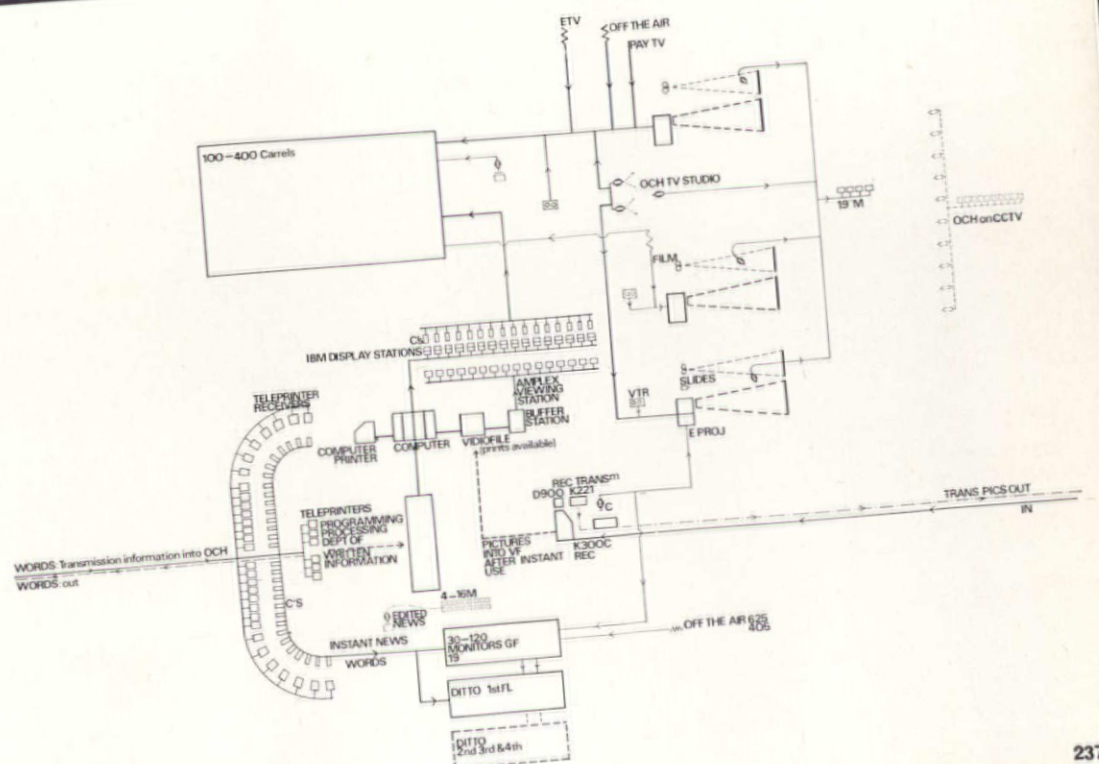 ETV
OFF THE AIR
PAY TV
100–400 Carrels
OCH TV STUDIO
19"M
OCH on CCTV
FILM
C's
IBM DISPLAY STATIONS
SLIDES
AMPLEX
VIEWING
STATION
VTR
TELEPRINTER
RECEIVERS
BUFFER
STATION
E PROJ
COMPUTER
PRINTER
COMPUTER
VIDIOFILE
(prints available)
REC TRANSm
D900 K221
C
TRANS PICS OUT
IN
TELEPRINTERS
PROGRAMMING
PROCESSING
DEPT OF
WRITTEN
INFORMATION
PICTURES
INTO VF
AFTER INSTANT
USE
K300C
REC
WORDS: Transmission information into OCH
WORDS: out
4–16M
C'S
EDITED
NEWS
INSTANT NEWS
WORDS
30–120
MONITORS GF
19
OFF THE AIR 625
405
DITTO 1st FL
DITTO
2nd 3rd &4th
237